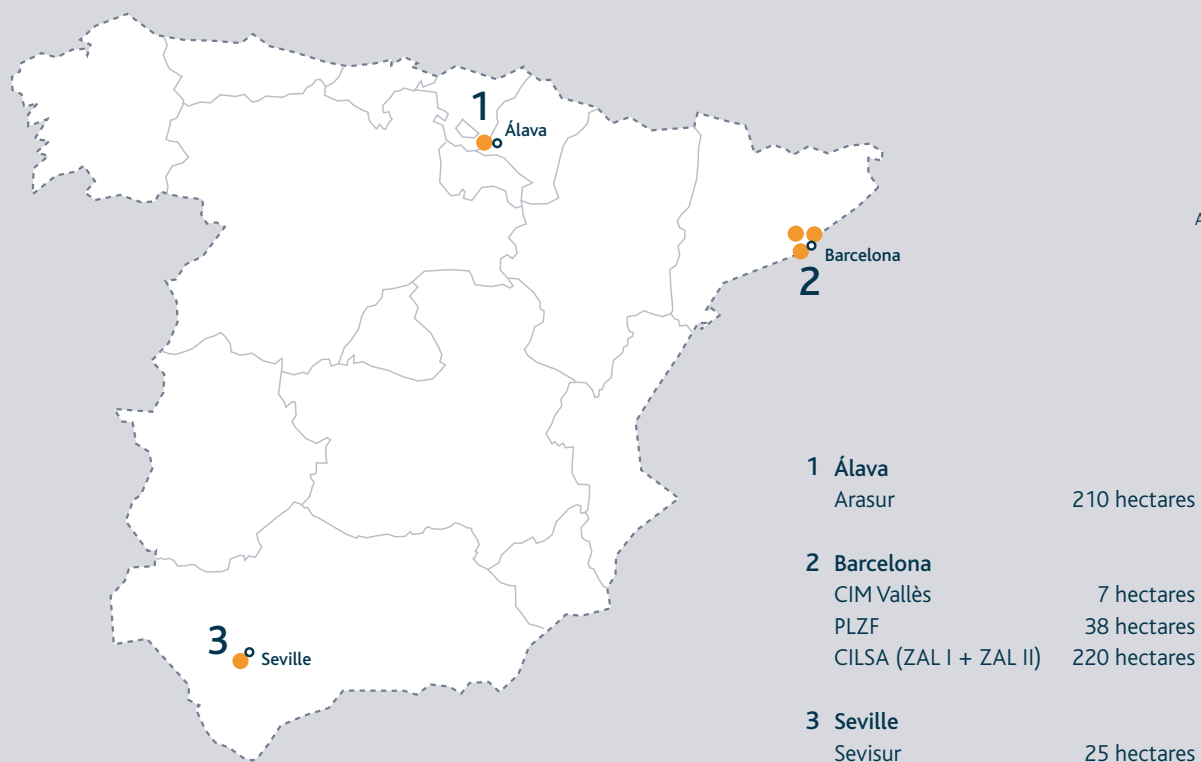 1
Álava
Barcelona
2
3
Seville
A
1 Álava
Arasur 210 hectares
2 Barcelona
CIM Vallès 7 hectares
PLZF 38 hectares
CILSA (ZAL I + ZAL II) 220 hectares
3 Seville
Sevisur 25 hectares